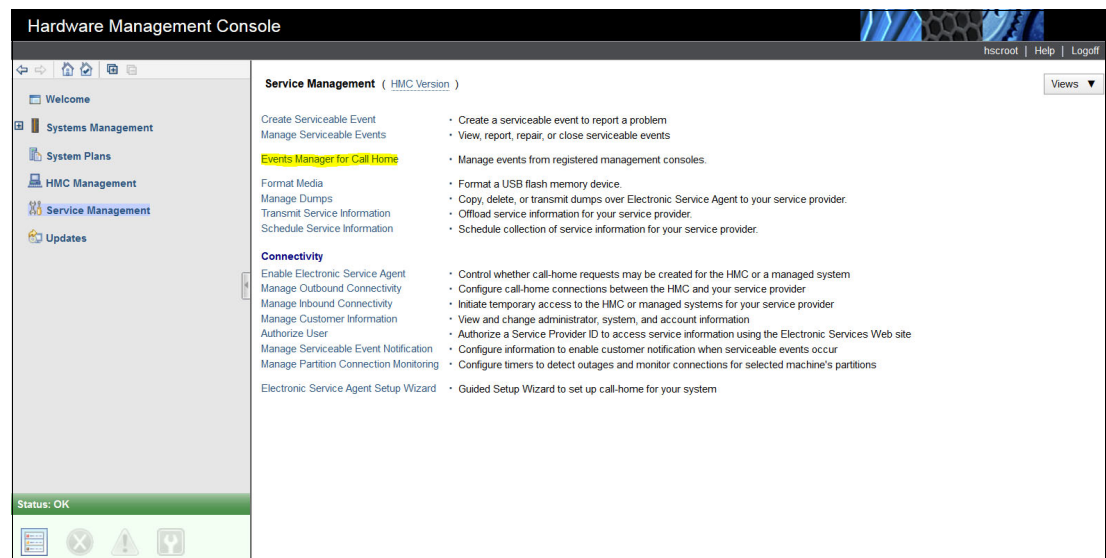 Hardware Management Console
hscroot | Help | Logoff
Welcome
Systems Management
System Plans
HMC Management
Service Management
Updates
Status: OK
Service Management ( HMC Version )
Views ▼
Create Serviceable Event • Create a serviceable event to report a problem
Manage Serviceable Events • View, report, repair, or close serviceable events
Events Manager for Call Home • Manage events from registered management consoles.
Format Media • Format a USB flash memory device.
Manage Dumps • Copy, delete, or transmit dumps over Electronic Service Agent to your service provider.
Transmit Service Information • Offload service information for your service provider.
Schedule Service Information • Schedule collection of service information for your service provider.
Connectivity
Enable Electronic Service Agent • Control whether call-home requests may be created for the HMC or a managed system
Manage Outbound Connectivity • Configure call-home connections between the HMC and your service provider
Manage Inbound Connectivity • Initiate temporary access to the HMC or managed systems for your service provider
Manage Customer Information • View and change administrator, system, and account information
Authorize User • Authorize a Service Provider ID to access service information using the Electronic Services Web site
Manage Serviceable Event Notification • Configure information to enable customer notification when serviceable events occur
Manage Partition Connection Monitoring • Configure timers to detect outages and monitor connections for selected machine's partitions
Electronic Service Agent Setup Wizard • Guided Setup Wizard to set up call-home for your system